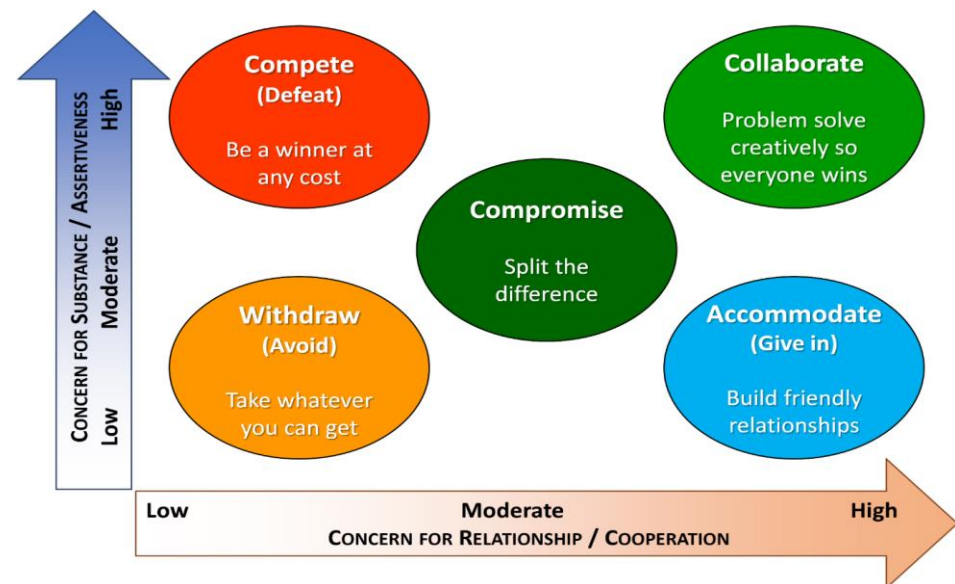 Compete
(Defeat)
Be a winner at
any cost
Collaborate
Problem solve
creatively so
everyone wins
Compromise
Split the
difference
Withdraw
(Avoid)
Take whatever
you can get
Accommodate
(Give in)
Build friendly
relationships
CONCERN FOR SUBSTANCE / ASSERTIVENESS
Low Moderate High
Low Moderate High
CONCERN FOR RELATIONSHIP / COOPERATION